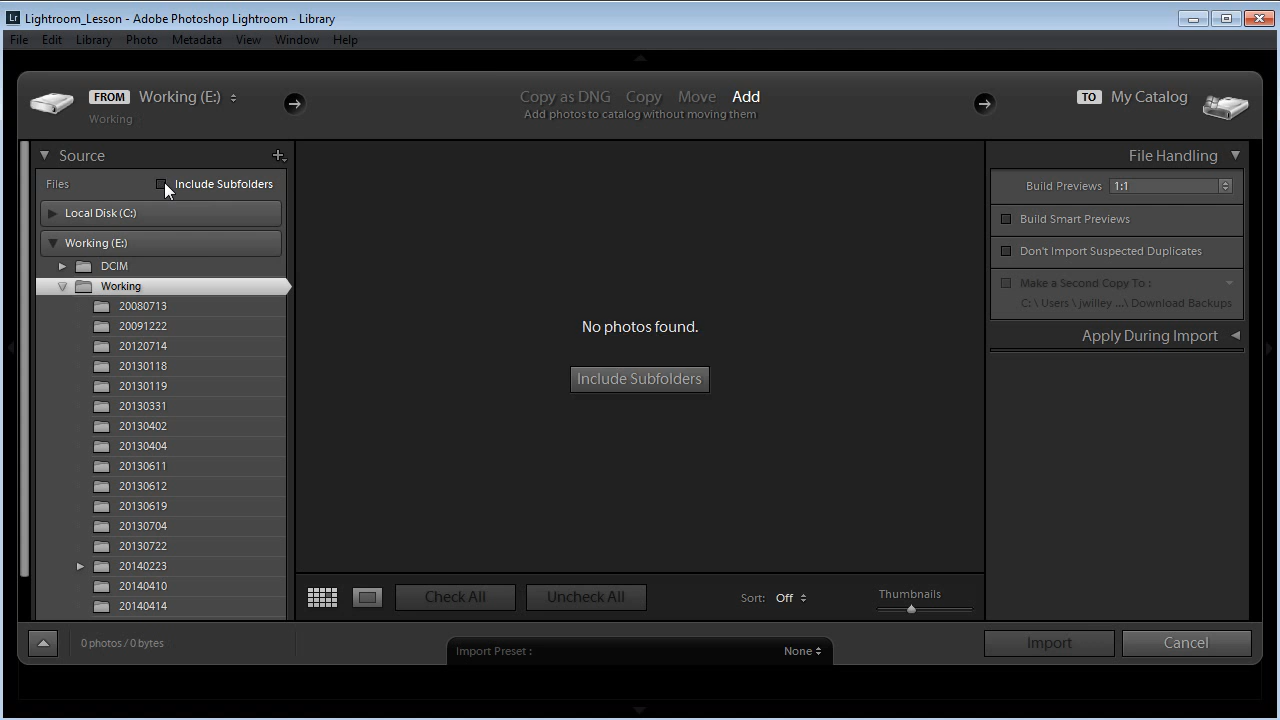 Lr Lightroom_Lesson - Adobe Photoshop Lightroom - Library
File Edit Library Photo Metadata View Window Help
FROM Working (E:)
Working
Copy as DNG Copy Move Add
Add photos to catalog without moving them
TO My Catalog
Source
Files Include Subfolders
Local Disk (C:)
Working (E:)
DCIM
Working
20080713
20091222
20120714
20130118
20130119
20130331
20130402
20130404
20130611
20130612
20130619
20130704
20130722
20140223
20140410
20140414
No photos found.
Include Subfolders
File Handling
Build Previews 1:1
Build Smart Previews
Don't Import Suspected Duplicates
Make a Second Copy To :
C: \ Users \ jwilley ...\ Download Backups
Apply During Import
Check All Uncheck All Sort: Off Thumbnails
0 photos / 0 bytes
Import Preset : None
Import Cancel